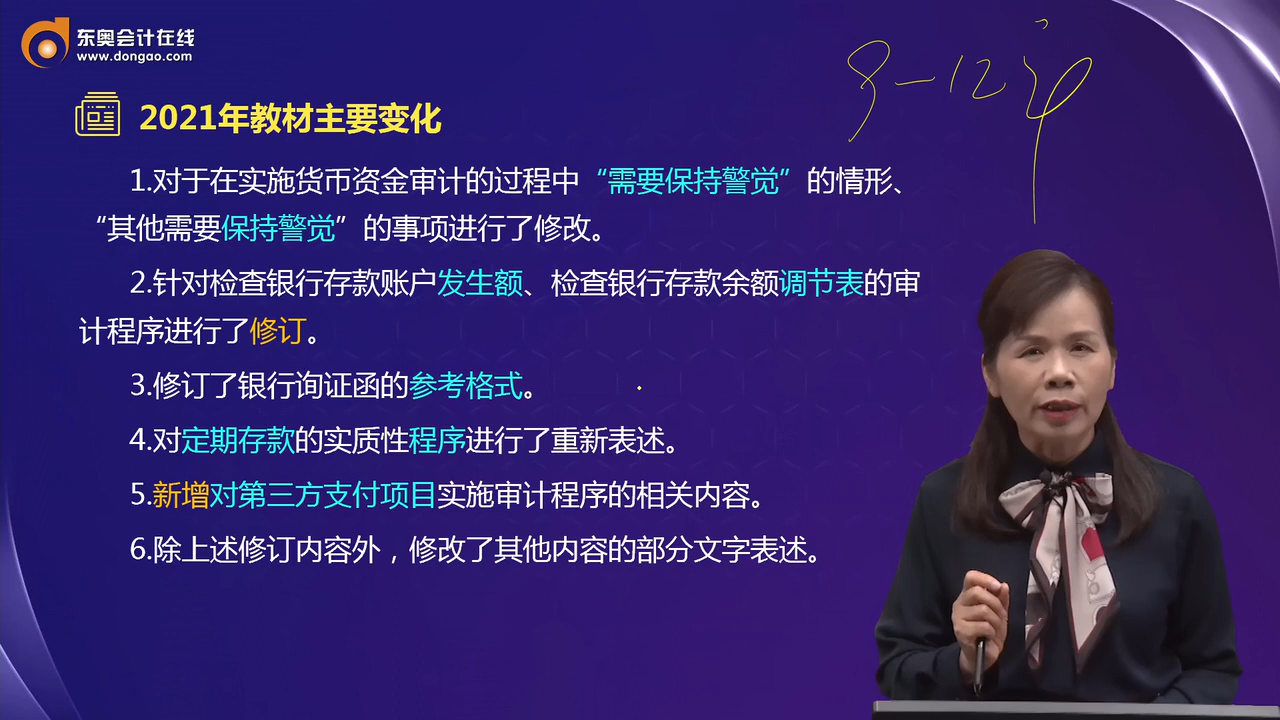 东奥会计在线
www.dongao.com
9-12
2021年教材主要变化
1.对于在实施货币资金审计的过程中“需要保持警觉”的情形、
“其他需要保持警觉”的事项进行了修改。
2.针对检查银行存款账户发生额、检查银行存款余额调节表的审
计程序进行了修订。
3.修订了银行询证函的参考格式。
4.对定期存款的实质性程序进行了重新表述。
5.新增对第三方支付项目实施审计程序的相关内容。
6.除上述修订内容外，修改了其他内容的部分文字表述。